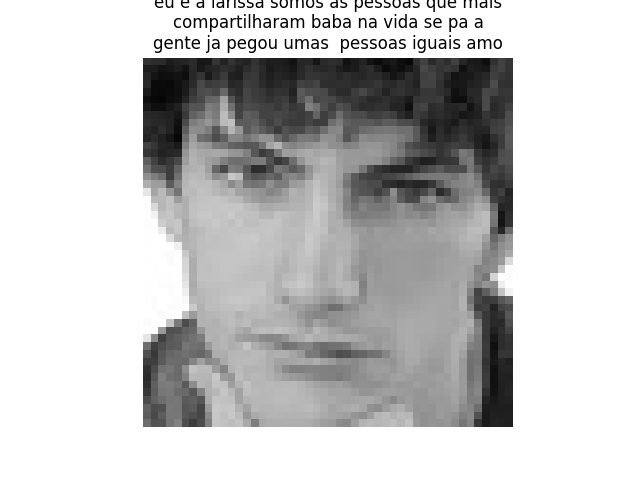 eu e a larissa somos as pessoas que mais
compartilharam baba na vida se pa a
gente ja pegou umas  pessoas iguais amo